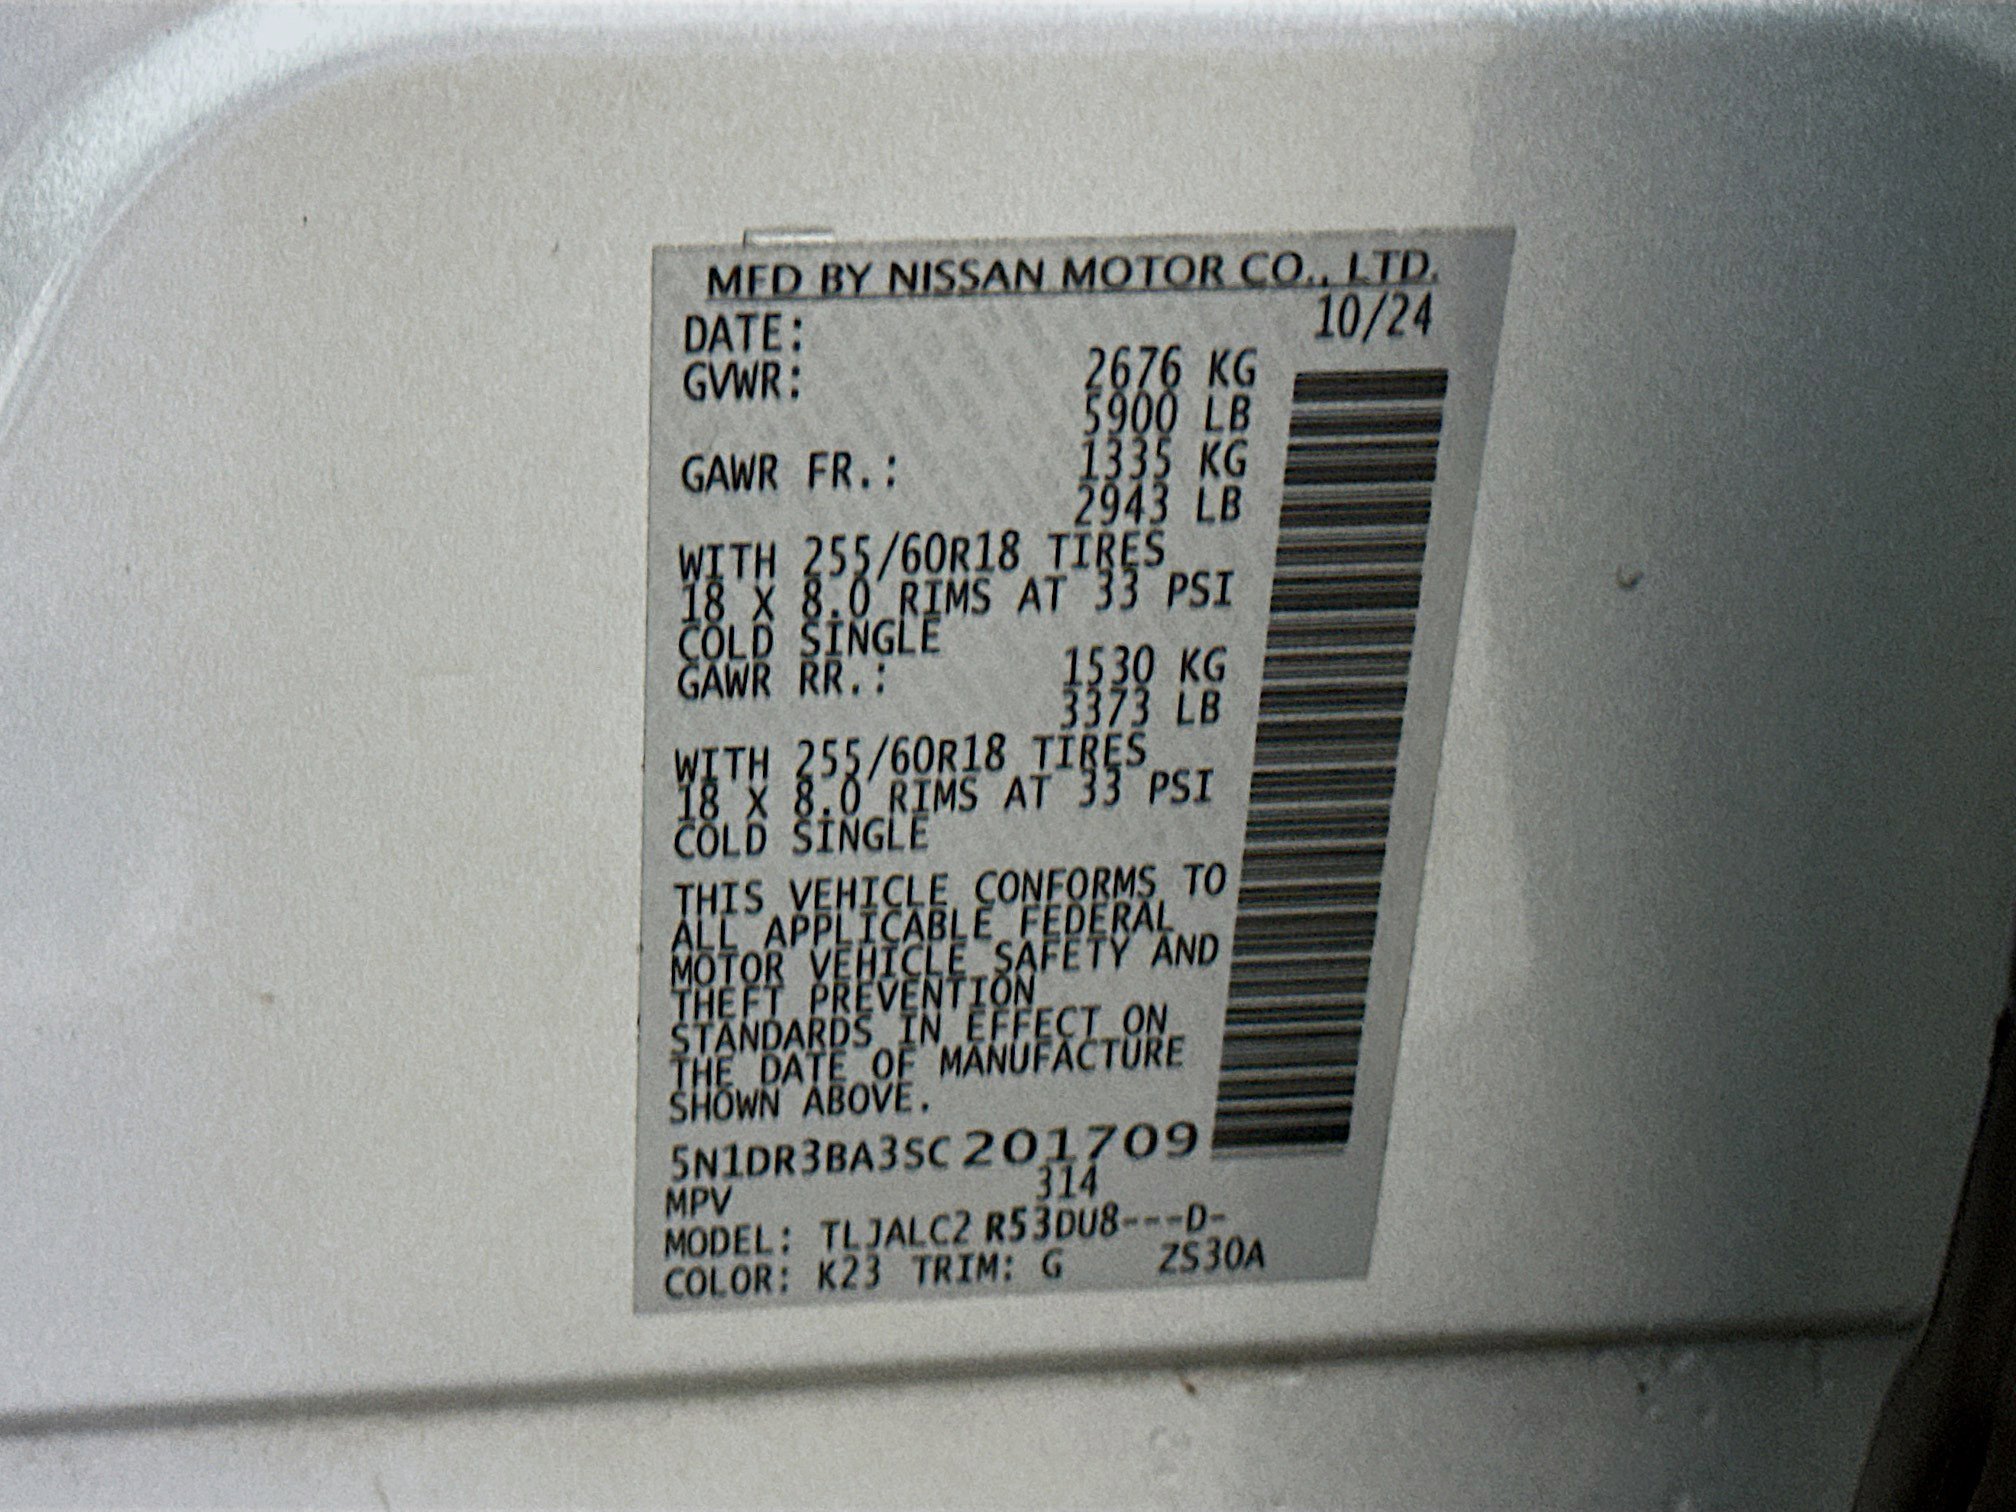 MFD BY NISSAN MOTOR CO., LTD.
DATE: 10/24
GVWR: 2676 KG
5900 LB
GAWR FR.: 1335 KG
2943 LB
WITH 255/60R18 TIRES
18 X 8.0 RIMS AT 33 PSI
COLD SINGLE
GAWR RR.: 1530 KG
3373 LB
WITH 255/60R18 TIRES
18 X 8.0 RIMS AT 33 PSI
COLD SINGLE
THIS VEHICLE CONFORMS TO
ALL APPLICABLE FEDERAL
MOTOR VEHICLE SAFETY AND
THEFT PREVENTION
STANDARDS IN EFFECT ON
THE DATE OF MANUFACTURE
SHOWN ABOVE.
5N1DR3BA3SC201709
MPV 314
MODEL: TLJALC2 R53DU8---D-
COLOR: K23 TRIM: G ZS30A